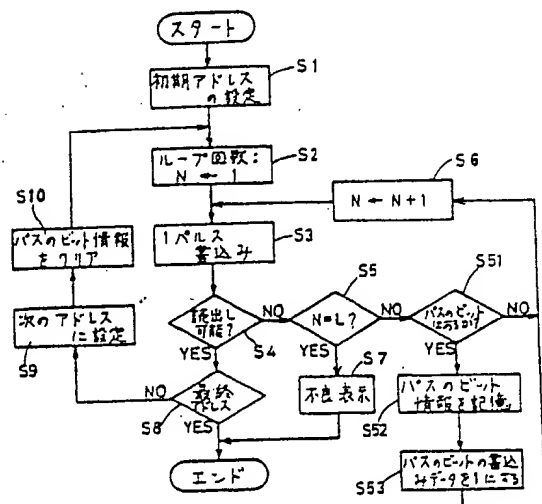 スタート
S1
初期アドレス
の設定
S2
ループ回数:
N ← 1
S6
N ← N+1
S10
パスのビット情報
をクリア
S3
1パルス
書込み
S5
S51
読出し
可能?
NO
N=L?
NO
パスのビット
はあるか?
NO
次のアドレス
に設定
S9
YES
S4
YES
S7
YES
最終
アドレス
NO
S8
YES
不良表示
パスのビット
情報を記憶
S52
エンド
S53
パスのビットの書込
みデータを1にする